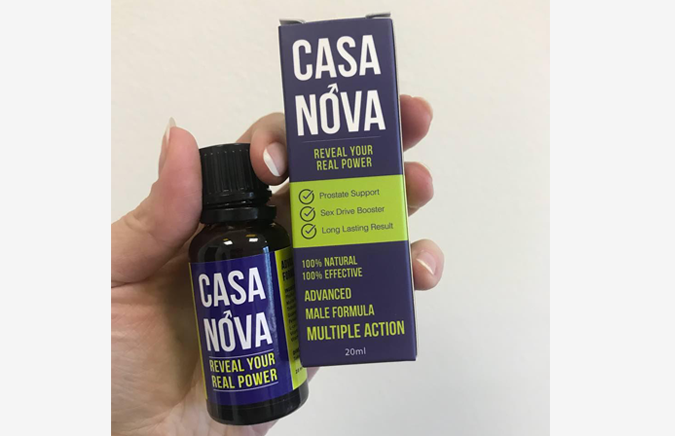 CASA
NOVA
REVEAL YOUR
REAL POWER
Prostate Support
Sex Drive Booster
Long Lasting Result
100% NATURAL
100% EFFECTIVE
ADVANCED
MALE FORMULA
MULTIPLE ACTION
20ml
CASA
NOVA
REVEAL YOUR
REAL POWER